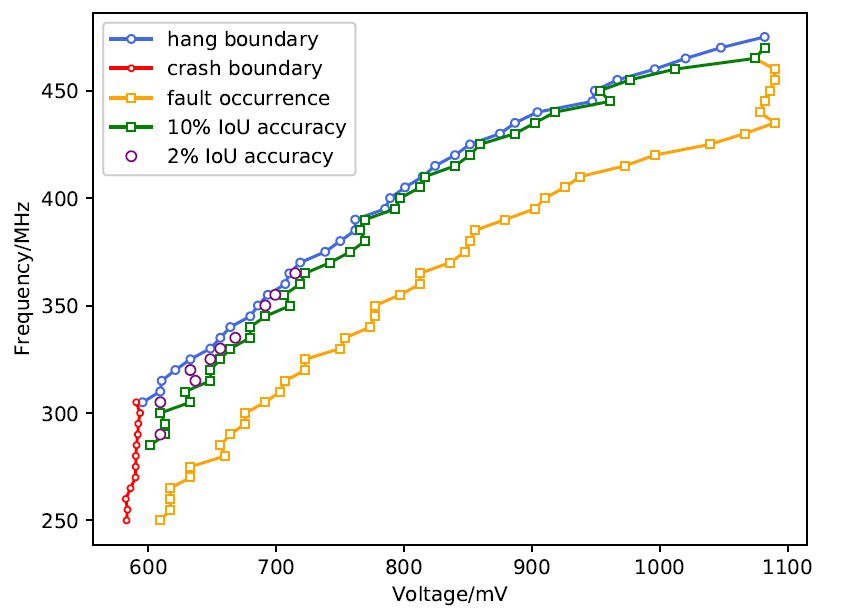 hang boundary
crash boundary
fault occurrence
10% IoU accuracy
2% IoU accuracy
Frequency/MHz
450
400
350
300
250
600 700 800 900 1000 1100
Voltage/mV